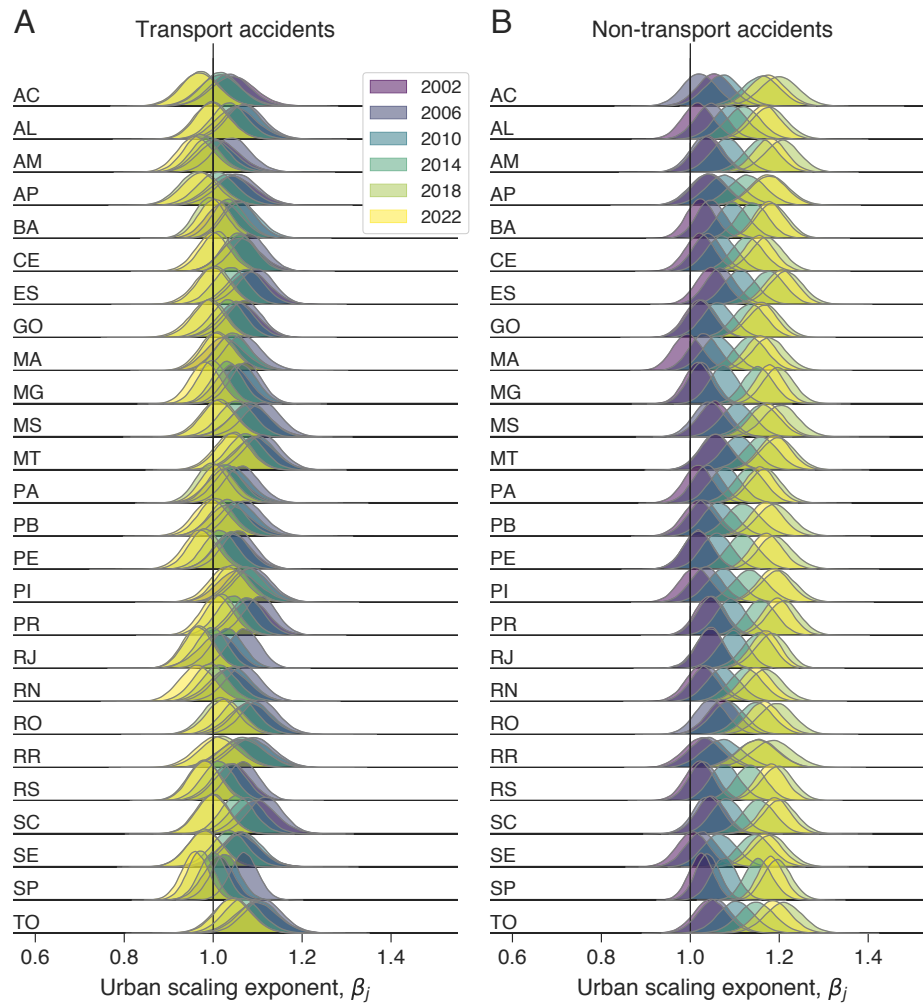 A
Transport accidents
AC
AL
AM
AP
BA
CE
ES
GO
MA
MG
MS
MT
PA
PB
PE
PI
PR
RJ
RN
RO
RR
RS
SC
SE
SP
TO
2002
2006
2010
2014
2018
2022
0.6 0.8 1.0 1.2 1.4
Urban scaling exponent, βj
B
Non-transport accidents
AC
AL
AM
AP
BA
CE
ES
GO
MA
MG
MS
MT
PA
PB
PE
PI
PR
RJ
RN
RO
RR
RS
SC
SE
SP
TO
0.6 0.8 1.0 1.2 1.4
Urban scaling exponent, βj